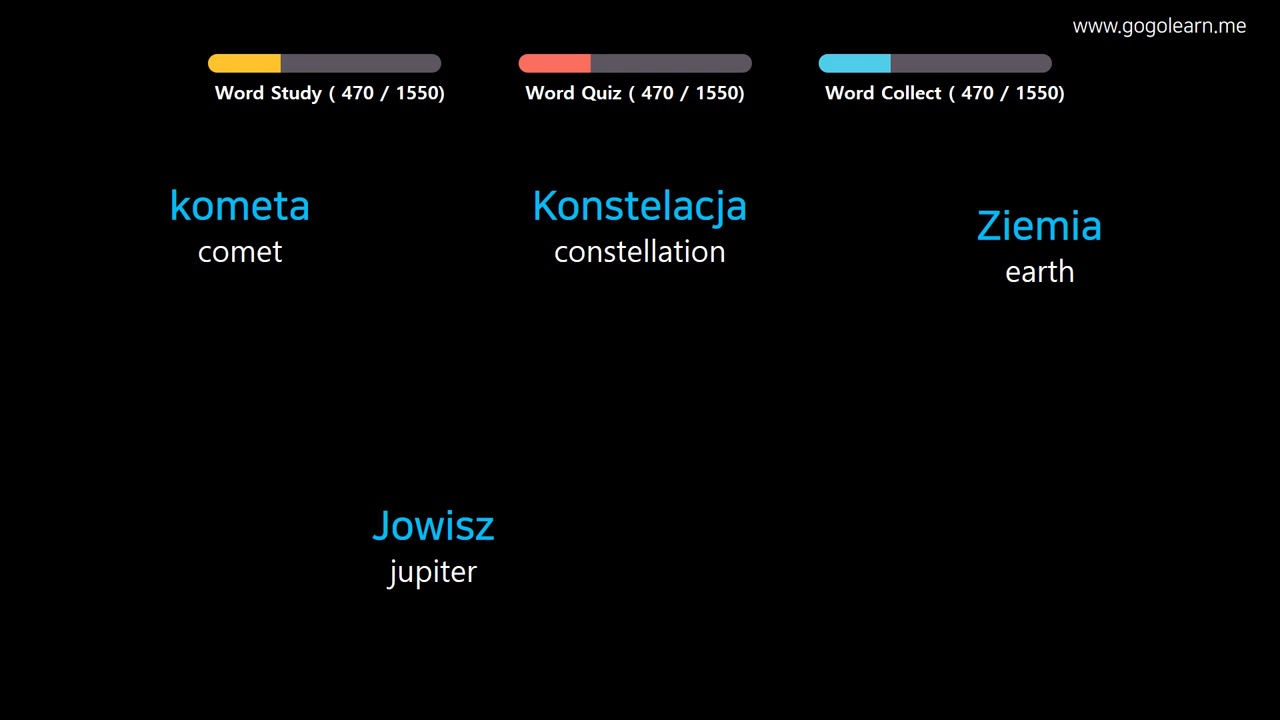 www.gogolearn.me
Word Study ( 470 / 1550)
Word Quiz ( 470 / 1550)
Word Collect ( 470 / 1550)
kometa
comet
Konstelacja
constellation
Ziemia
earth
Jowisz
jupiter